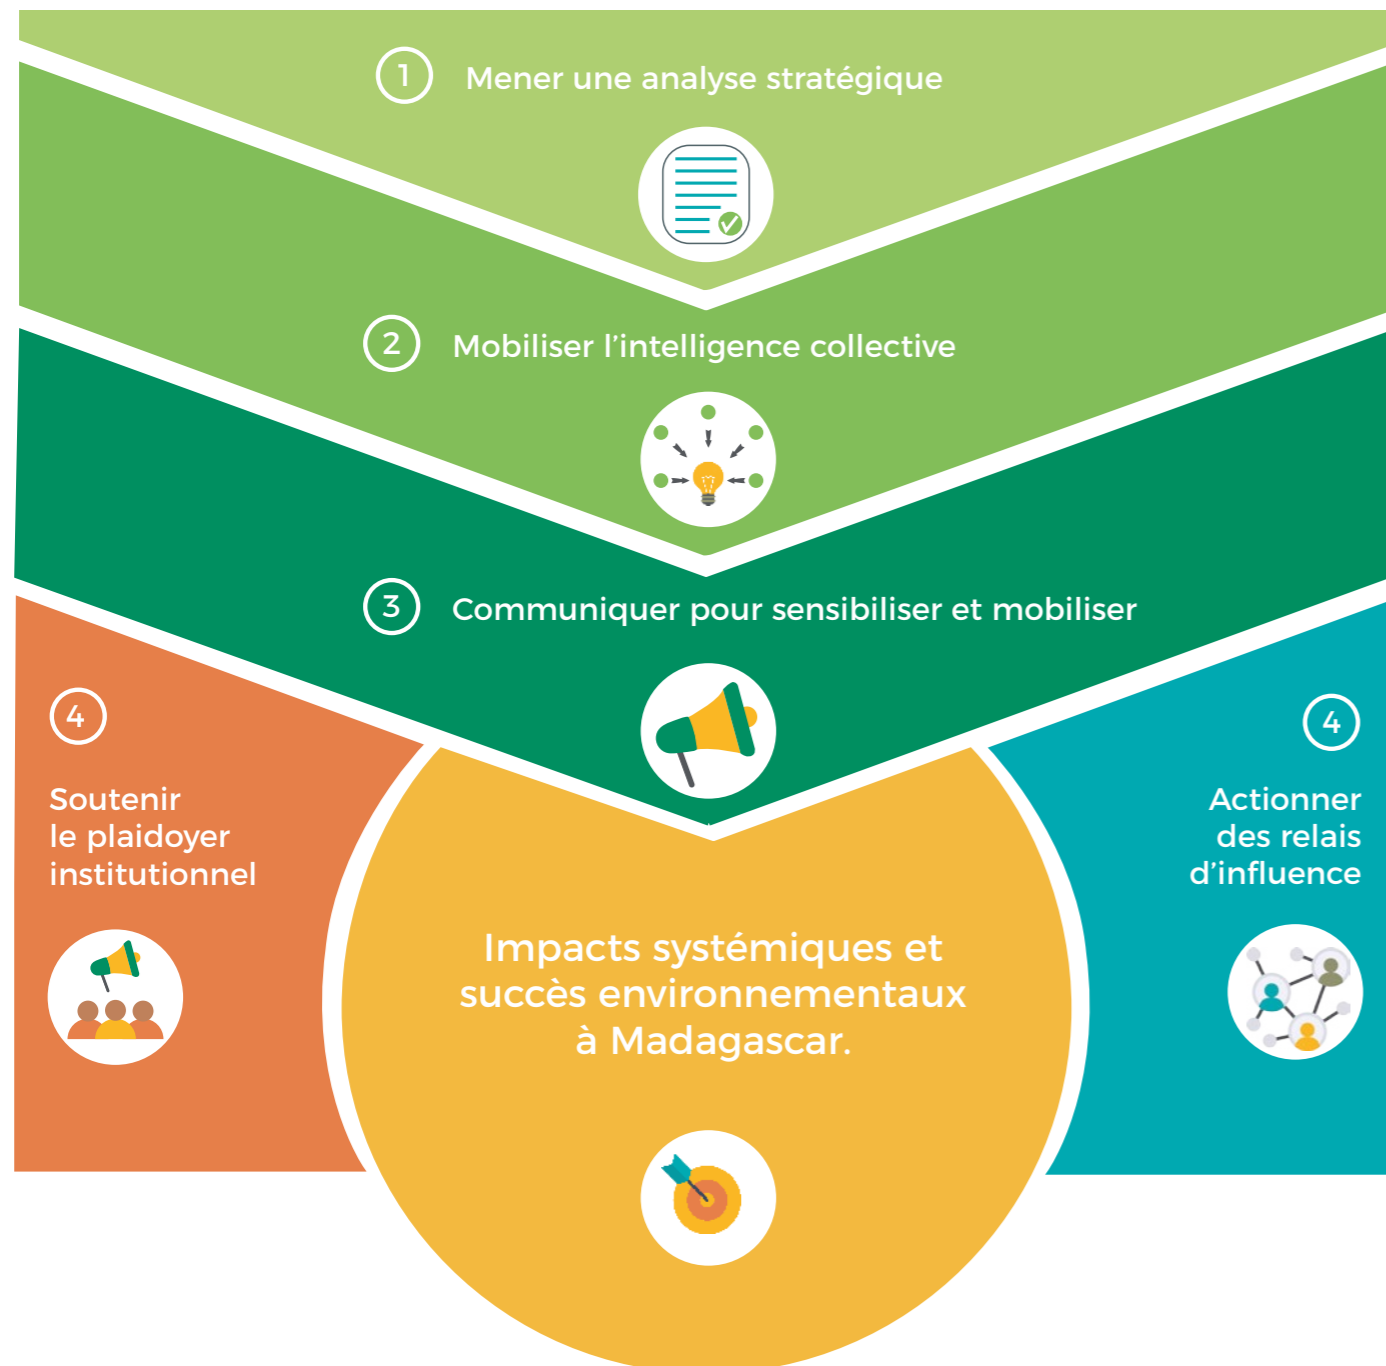 1 Mener une analyse stratégique
2 Mobiliser l’intelligence collective
3 Communiquer pour sensibiliser et mobiliser
4
Soutenir
le plaidoyer
institutionnel
4
Actionner
des relais
d’influence
Impacts systémiques et
succès environnementaux
à Madagascar.